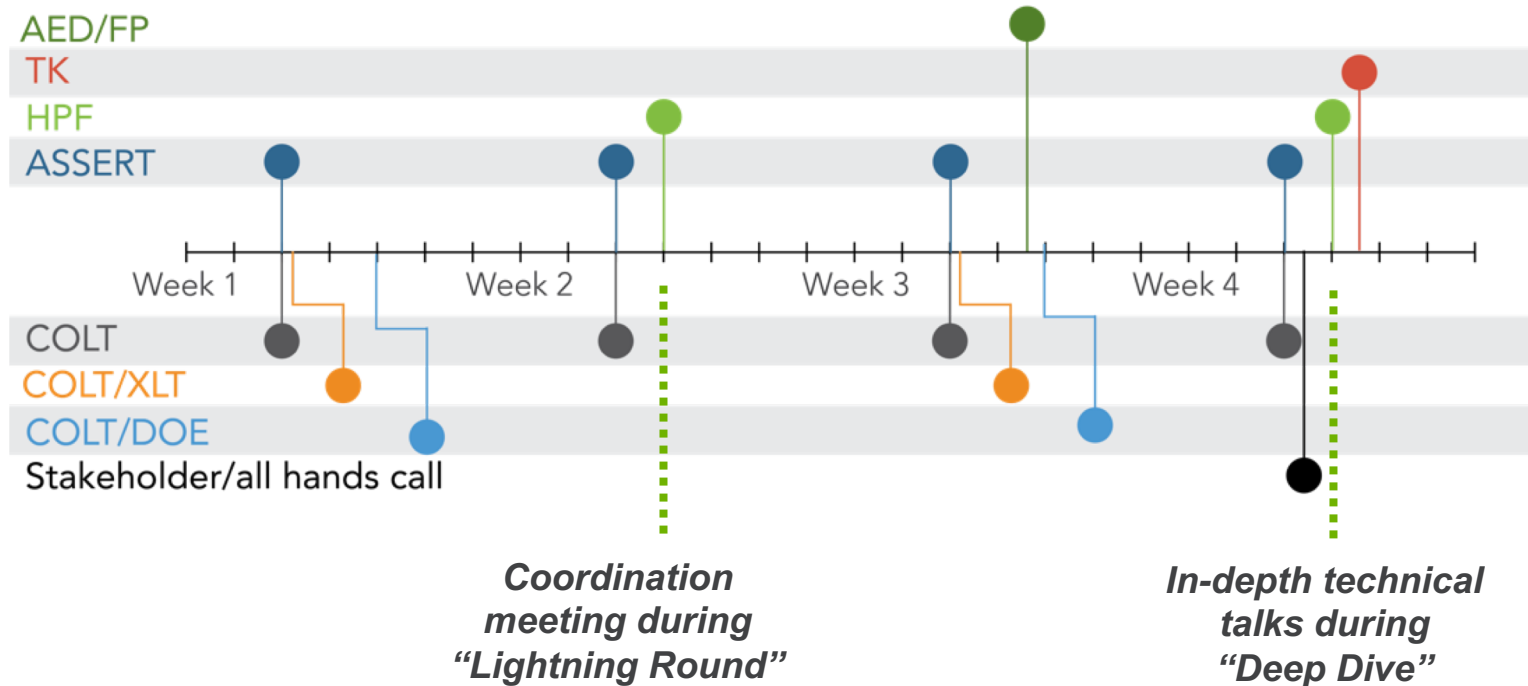 AED/FP
TK
HPF
ASSERT
Week 1
Week 2
Week 3
Week 4
COLT
COLT/XLT
COLT/DOE
Stakeholder/all hands call
Coordination
meeting during
“Lightning Round”
In-depth technical
talks during
“Deep Dive”